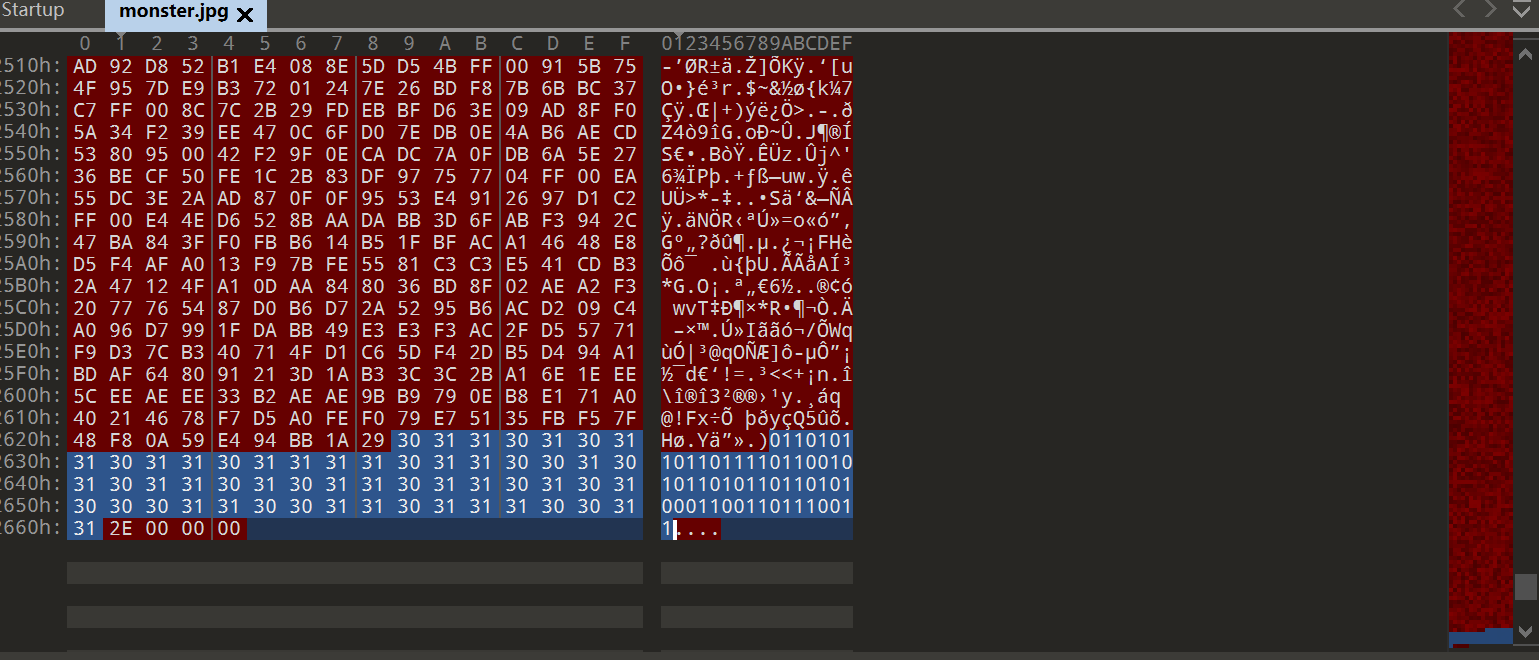 Startup
monster.jpg
0 1 2 3 4 5 6 7 8 9 A B C D E F 0123456789ABCDEF
2510h: AD 92 D8 52 B1 E4 08 8E 5D D5 4B FF 00 91 5B 75 -’ØR±ä.Ž]ÕKÿ.‘[u
2520h: 4F 95 7D E9 B3 72 01 24 7E 26 BD F8 7B 6B BC 37 O•}é³r.$~&½ø{k¼7
2530h: C7 FF 00 8C 7C 2B 29 FD EB BF D6 3E 09 AD 8F F0 Çÿ.Œ|+)ýë¿Ö>.-.ð
2540h: 5A 34 F2 39 EE 47 0C 6F D0 7E DB 0E 4A B6 AE CD Z4ò9îG.oÐ~Û.J¶®Í
2550h: 53 80 95 00 42 F2 9F 0E CA DC 7A 0F DB 6A 5E 27 S€•.BòŸ.ÊÜz.Ûj^'
2560h: 36 BE CF 50 FE 1C 2B 83 DF 97 75 77 04 FF 00 EA 6¾ÏPþ.+ƒß—uw.ÿ.ê
2570h: 55 DC 3E 2A AD 87 0F 0F 95 53 E4 91 26 97 D1 C2 UÜ>*-‡..•Sä‘&—ÑÂ
2580h: FF 00 E4 4E D6 52 8B AA DA BB 3D 6F AB F3 94 2C ÿ.äNÖR‹ªÚ»=o«ó”,
2590h: 47 BA 84 3F F0 FB B6 14 B5 1F BF AC A1 46 48 E8 Gº„?ðû¶.µ.¿¬¡FHè
25A0h: D5 F4 AF A0 13 F9 7B FE 55 81 C3 C3 E5 41 CD B3 Õô¯ .ù{þU.ÃÃåAÍ³
25B0h: 2A 47 12 4F A1 0D AA 84 80 36 BD 8F 02 AE A2 F3 *G.O¡.ª„€6½..®¢ó
25C0h: 20 77 76 54 87 D0 B6 D7 2A 52 95 B6 AC D2 09 C4 wvT‡Ð¶×*R•¶¬Ò.Ä
25D0h: A0 96 D7 99 1F DA BB 49 E3 E3 F3 AC 2F D5 57 71 –×™.Ú»Iããó¬/ÕWq
25E0h: F9 D3 7C B3 40 71 4F D1 C6 5D F4 2D B5 D4 94 A1 ùÓ|³@qOÑÆ]ô-µÔ”¡
25F0h: BD AF 64 80 91 21 3D 1A B3 3C 3C 2B A1 6E 1E EE ½¯d€‘!=.³<<+¡n.î
2600h: 5C EE AE EE 33 B2 AE AE 9B B9 79 0E B8 E1 71 A0 \î®î3²®®›¹y.¸áq
2610h: 40 21 46 78 F7 D5 A0 FE F0 79 E7 51 35 FB F5 7F @!Fx÷Õ þðyçQ5ûõ.
2620h: 48 F8 0A 59 E4 94 BB 1A 29 30 31 31 30 31 30 31 Hø.Yä”».)0110101
2630h: 31 30 31 31 30 31 31 31 31 30 31 31 30 30 31 30 1011011110110010
2640h: 31 30 31 31 30 31 30 31 31 30 31 31 30 31 30 31 1011010110110101
2650h: 30 30 30 31 31 30 30 31 31 30 31 31 31 30 30 31 0001100110111001
2660h: 31 2E 00 00 00 1....